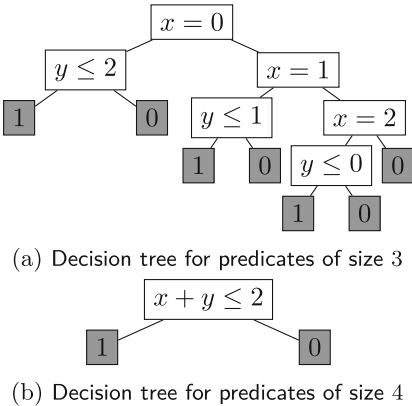 x = 0
y ≤ 2
x = 1
1
0
y ≤ 1
x = 2
1
0
y ≤ 0
0
1
0
(a) Decision tree for predicates of size 3
x + y ≤ 2
1
0
(b) Decision tree for predicates of size 4